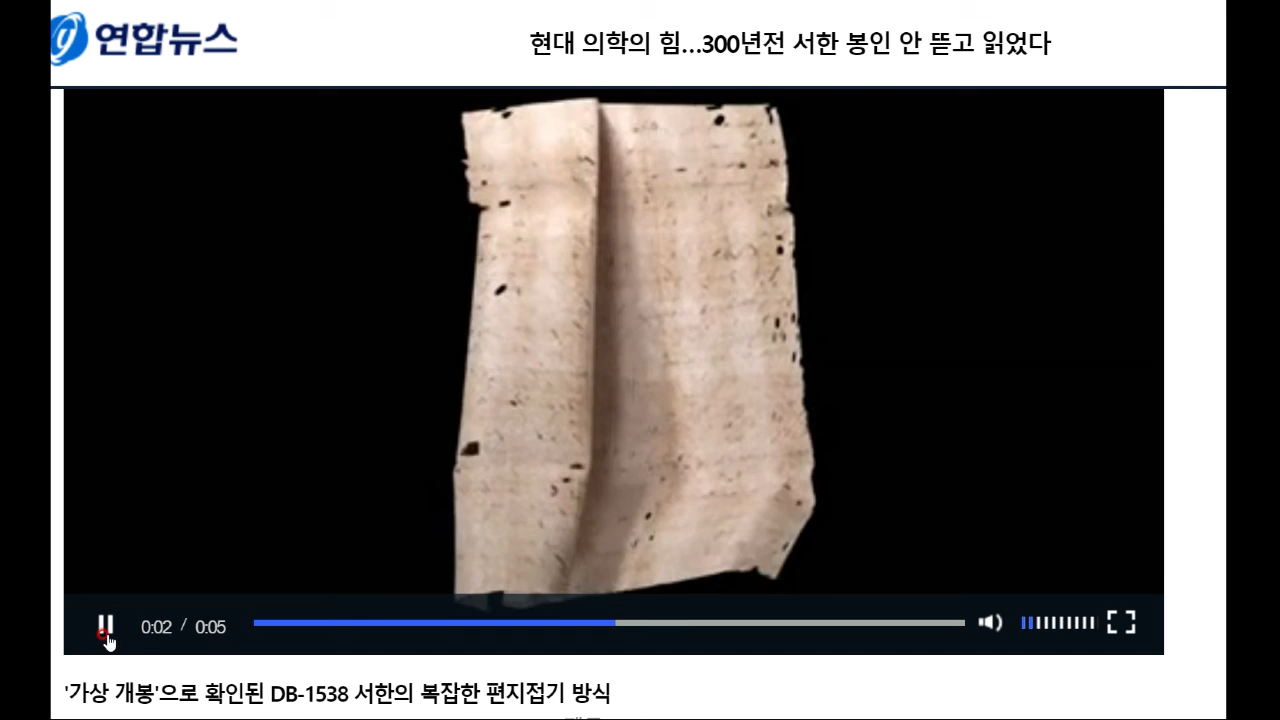 연합뉴스
현대 의학의 힘...300년전 서한 봉인 안 뜯고 읽었다
0:02 / 0:05
'가상 개봉'으로 확인된 DB-1538 서한의 복잡한 편지접기 방식